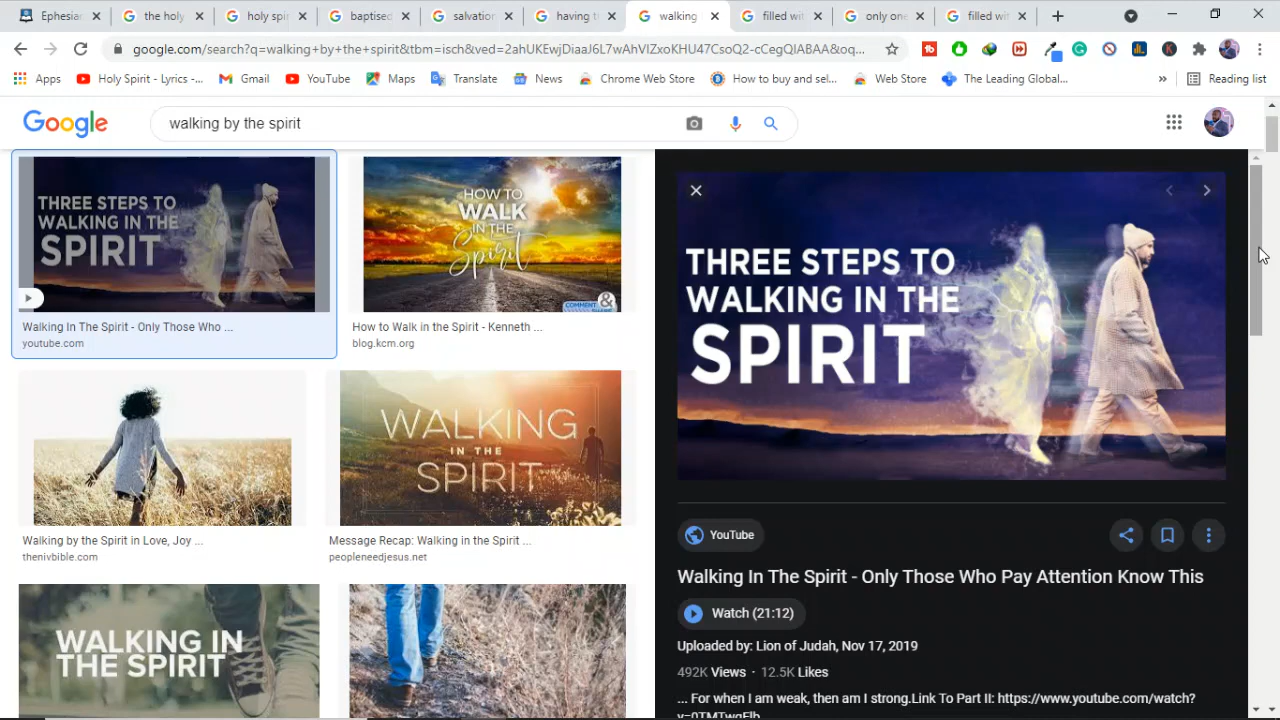 Ephesia
the holy
holy spir
baptised
salvation
having t
walking
filled wit
only one
filled wit
google.com/search?q=walking+by+the+spirit&tbm=isch&ved=2ahUKEwjDiaaJ6L7wAhVIZxoKHU47CsoQ2-cCegQIABAA&oq...
Apps
Holy Spirit - Lyrics -...
Gmail
YouTube
Maps
Translate
News
Chrome Web Store
How to buy and sel...
Web Store
The Leading Global...
»
Reading list
Google
walking by the spirit
THREE STEPS TO
WALKING IN THE
SPIRIT
Walking In The Spirit - Only Those Who ...
youtube.com
HOW TO
WALK
IN THE
Spirit
COMMENT
&
How to Walk in the Spirit - Kenneth ...
blog.kcm.org
Walking by the Spirit in Love, Joy ...
thenivbible.com
WALKING
IN THE
SPIRIT
Message Recap: Walking in the Spirit ...
peopleneedjesus.net
WALKING IN
THE SPIRIT
THREE STEPS TO
WALKING IN THE
SPIRIT
YouTube
Walking In The Spirit - Only Those Who Pay Attention Know This
Watch (21:12)
Uploaded by: Lion of Judah, Nov 17, 2019
492K Views · 12.5K Likes
... For when I am weak, then am I strong.Link To Part II: https://www.youtube.com/watch?